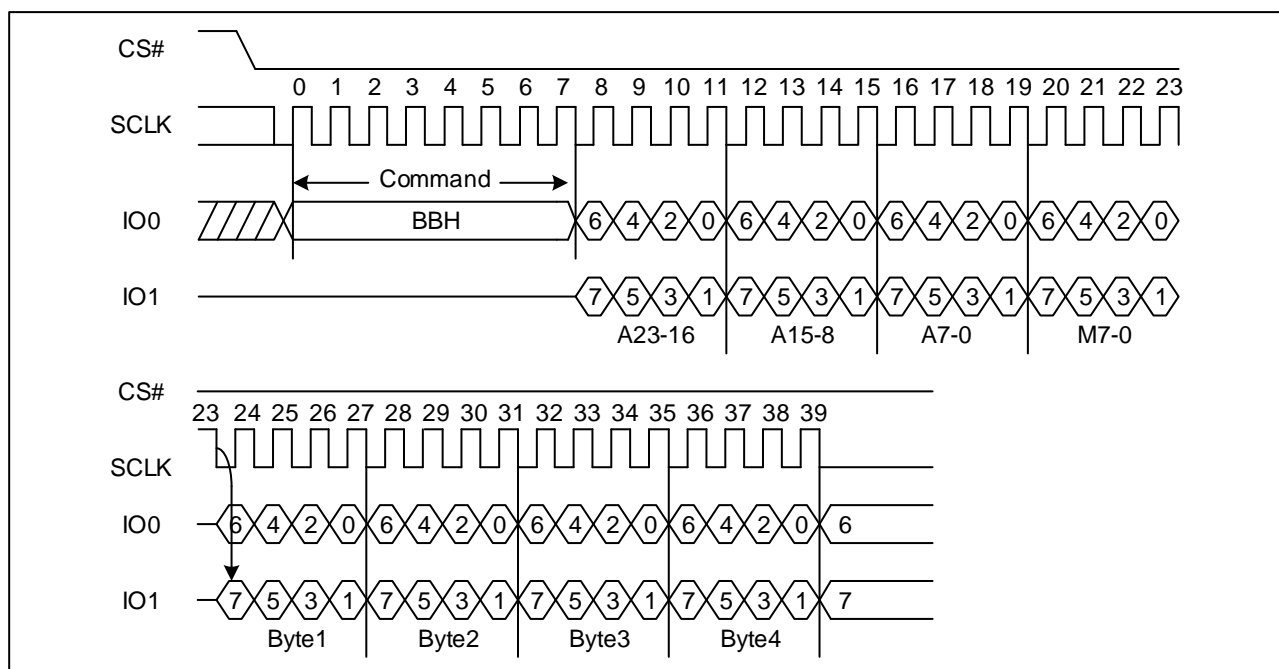 CS#
0 1 2 3 4 5 6 7 8 9 10 11 12 13 14 15 16 17 18 19 20 21 22 23
SCLK
Command
IO0 BBH 6 4 2 0 6 4 2 0 6 4 2 0 6 4 2 0
IO1 7 5 3 1 7 5 3 1 7 5 3 1 7 5 3 1
A23-16 A15-8 A7-0 M7-0
CS#
23 24 25 26 27 28 29 30 31 32 33 34 35 36 37 38 39
SCLK
IO0 6 4 2 0 6 4 2 0 6 4 2 0 6 4 2 0 6
IO1 7 5 3 1 7 5 3 1 7 5 3 1 7 5 3 1 7
Byte1 Byte2 Byte3 Byte4